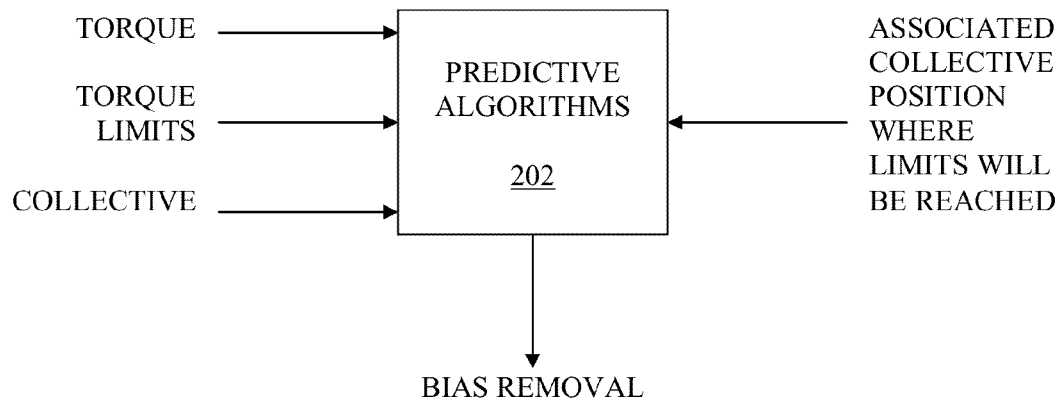 TORQUE
TORQUE
LIMITS
COLLECTIVE
PREDICTIVE
ALGORITHMS
202
ASSOCIATED
COLLECTIVE
POSITION
WHERE
LIMITS WILL
BE REACHED
BIAS REMOVAL